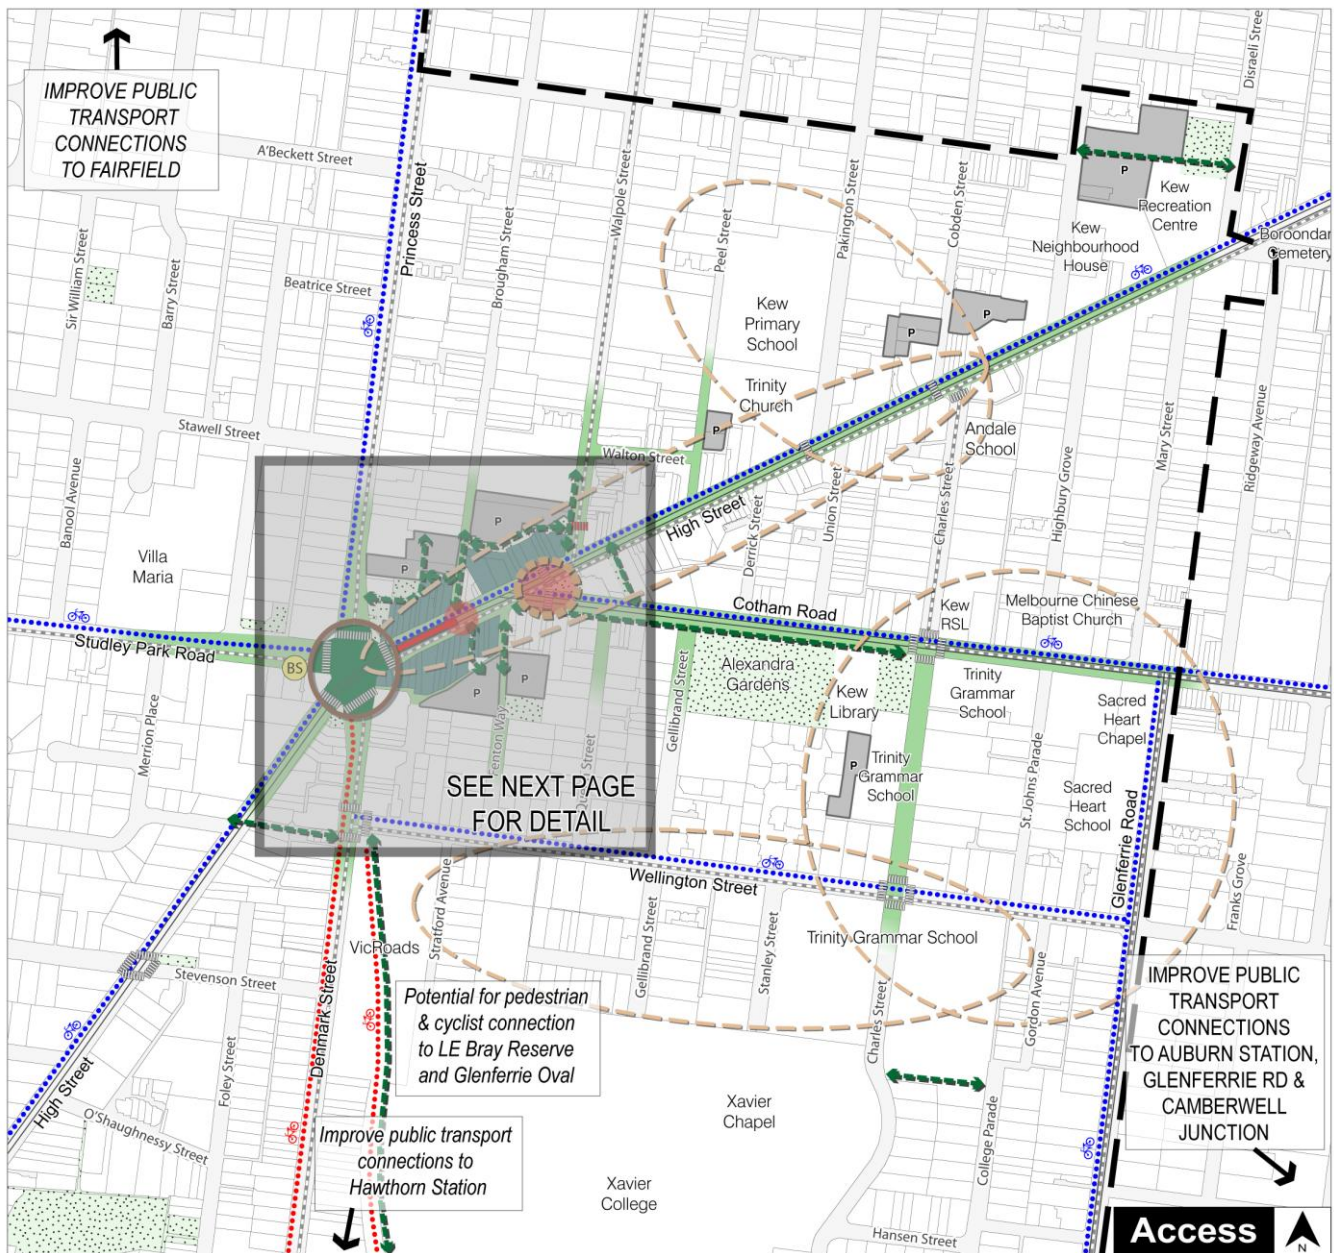 IMPROVE PUBLIC
TRANSPORT
CONNECTIONS
TO FAIRFIELD
A'Beckett Street
Princess Street
Walpole Street
Brougham Street
Peel Street
Pakington Street
Cobden Street
Disraeli Stree
P
Kew
Recreation
Centre
Kew
Neighbourhood
House
Boroondar
Cemetery
Sir William Street
Barry Street
Beatrice Street
Kew
Primary
School
P
P
Trinity
Church
P
Andale
School
Stawell Street
Walton Street
Banool Avenue
High Street
Derrick Street
Union Street
Charles Street
Highbury Grove
Mary Street
Ridgeway Avenue
Villa
Maria
P
P
Studley Park Road
BS
Cotham Road
Kew
RSL
Melbourne Chinese
Baptist Church
Merrion Place
P
P
Gellibrand Street
Alexandra
Gardens
Kew
Library
Trinity
Grammar
School
Sacred
Heart
Chapel
P
Trinity
Grammar
School
St. Johns Parade
Sacred
Heart
School
Glenferrie Road
SEE NEXT PAGE
FOR DETAIL
Wellington Street
Franks Grove
Stratford Avenue
VicRoads
Gellibrand Street
Stanley Street
Trinity Grammar School
Gordon Avenue
Stevenson Street
Denmark Street
Potential for pedestrian
& cyclist connection
to LE Bray Reserve
and Glenferrie Oval
IMPROVE PUBLIC
TRANSPORT
CONNECTIONS
TO AUBURN STATION,
GLENFERRIE RD &
CAMBERWELL
JUNCTION
High Street
Foley Street
O'Shaughnessy Street
Charles Street
College Parade
Xavier
Chapel
Improve public transport
connections to
Hawthorn Station
Xavier
College
Hansen Street
Access
N